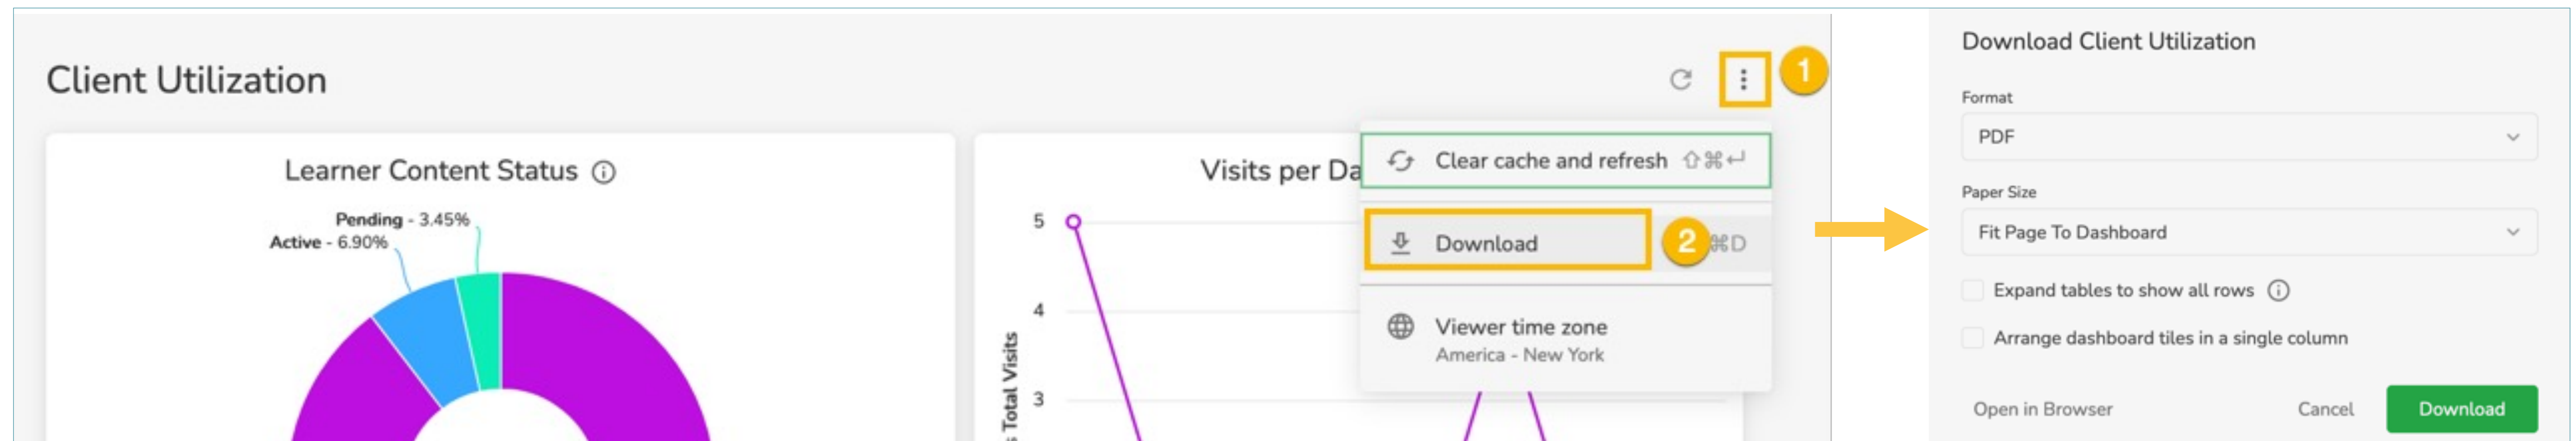 Client Utilization
1
Learner Content Status
Pending - 3.45%
Active - 6.90%
Visits per Da
5
4
3
Total Visits
Clear cache and refresh ⇧⌘↵
Download
2
⌘D
Viewer time zone
America - New York
Download Client Utilization
Format
PDF
Paper Size
Fit Page To Dashboard
Expand tables to show all rows
Arrange dashboard tiles in a single column
Open in Browser
Cancel
Download